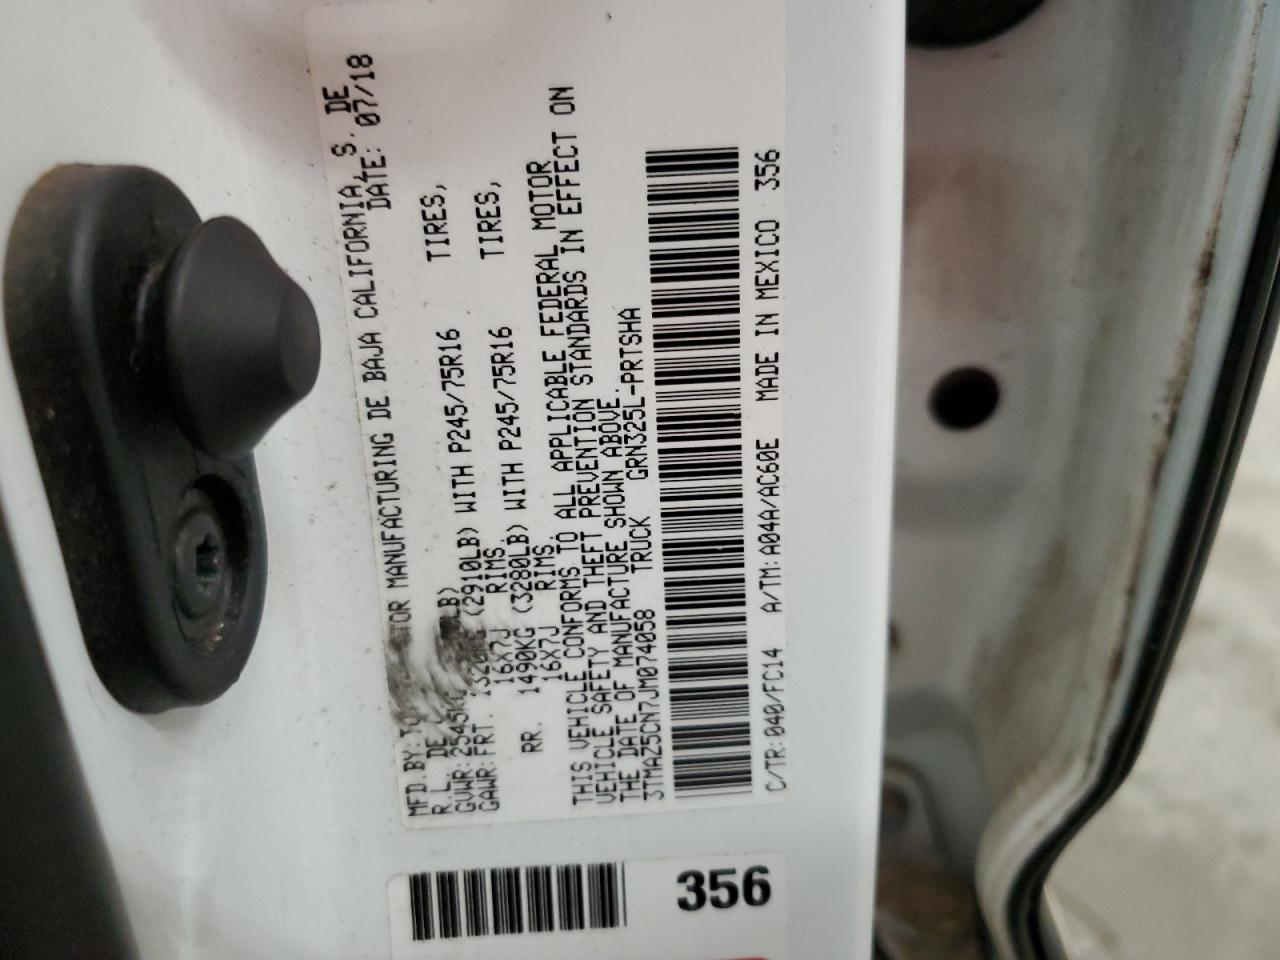 MFD.BY: MOTOR MANUFACTURING DE BAJA CALIFORNIA, S. DE
R.L. DE DATE: 07/18
GVWR: 2545KG LB)
GAWR:FRT. (2910LB) WITH P245/75R16 TIRES,
16X7J RIMS
RR. 1490KG (3280LB) WITH P245/75R16 TIRES,
16X7J RIMS
THIS VEHICLE CONFORMS TO ALL APPLICABLE FEDERAL MOTOR
VEHICLE SAFETY AND THEFT PREVENTION STANDARDS IN EFFECT ON
THE DATE OF MANUFACTURE SHOWN ABOVE.
3TMAZ5CN7JM074058 TRUCK GRN325L-PRTSHA
C/TR:040/FC14 A/TM:A04A/AC60E MADE IN MEXICO 356
356